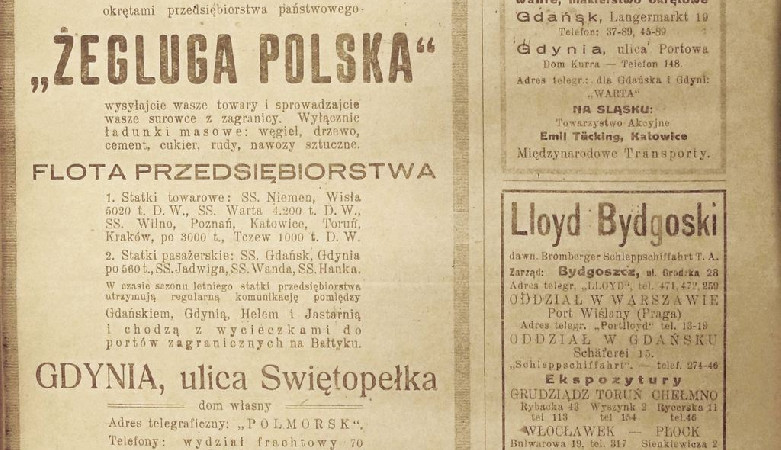 okrętami przedsiębiorstwa państwowego
„ŻEGLUGA POLSKA“
wysyłajcie wasze towary i sprowadzajcie
wasze surowce z zagranicy. Wyłącznie
ładunki masowe: węgiel, drzewo,
cement, cukier, rudy, nawozy sztuczne.
FLOTA PRZEDSIĘBIORSTWA
1. Statki towarowe: SS. Niemen, Wisła
5020 t. D. W., SS. Warta 4.200 t. D. W.,
SS. Wilno, Poznań, Katowice, Toruń,
Kraków, po 3000 t., Tczew 1000 t. D. W.
2. Statki pasażerskie: SS. Gdańsk, Gdynia
po 560 t., SS. Jadwiga, SS. Wanda, SS. Hanka.
W czasie sezonu letniego statki przedsiębiorstwa
utrzymują regularną komunikację pomiędzy
Gdańskiem, Gdynią, Helem i Jastarnią
i chodzą z wycieczkami do
portów zagranicznych na Bałtyku.
GDYNIA, ulica Swiętopełka
dom własny
Adres telegraficzny: „POLMORSK“.
Telefony: wydział frachtowy 70
Gdańsk, Langermarkt 19
Telefon: 37-89, 45-89
Gdynia, ulica Portowa
Dom Kurra — Telefon 148.
Adres telegr.: dla Gdańska i Gdyni:
„WARTA“
NA SLĄSKU:
Towarzystwo Akcyjne
Emil Tücking, Katowice
Międzynarodowe Transporty.
Lloyd Bydgoski
dawn. Bromberger Schleppschiffahrt T. A.
Zarząd: Bydgoszcz, ul. Grodzka 28
Adres telegr. „LLOYD“, tel. 471, 472, 259
ODDZIAŁ W WARSZAWIE
Port Wiślany (Praga)
Adres telegr. „Portlloyd“ tel. 13-18
ODDZIAŁ W GDAŃSKU
Schäferei 15.
„Schleppschiffahrt“. — telef. 274-46
Ekspozytury
GRUDZIĄDZ TORUŃ CHEŁMNO
Rybacka 43 Wyszynk 2 Rycerska 11
tel 113 tel 154 tel. 46
WŁOCŁAWEK — PŁOCK
Bulwarowa 19, tel. 317 Sienkiewicza 2